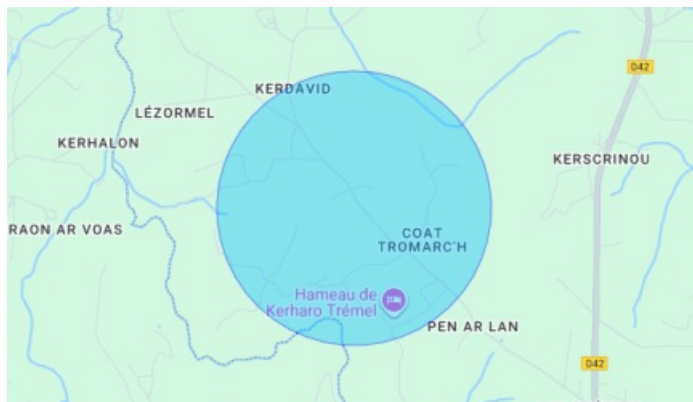 D42
KERDAVID
LÉZORMEL
KERHALON
KERSCRINOU
RAON AR VOAS
COAT
TROMARC'H
Hameau de
Kerharo Trémel
PEN AR LAN
D42